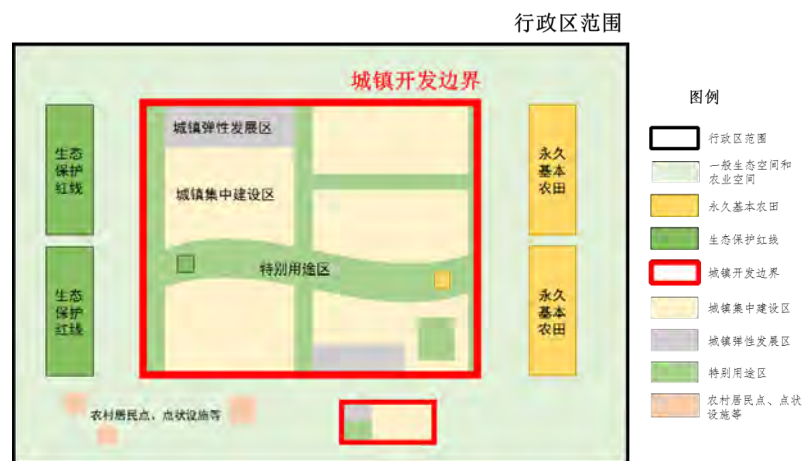 行政区范围
城镇开发边界
图例
城镇弹性发展区
行政区范围
生态
保护
红线
永久
基本
农田
一般生态空间和
农业空间
城镇集中建设区
永久基本农田
生态保护红线
特别用途区
城镇开发边界
生态
保护
红线
永久
基本
农田
城镇集中建设区
城镇弹性发展区
特别用途区
农村居民点、点状设施等
农村居民点、点状
设施等